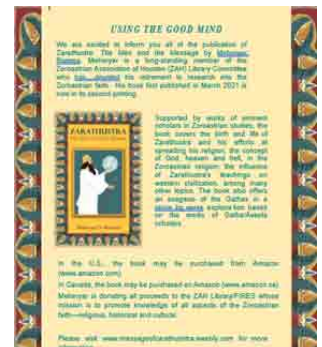 USING THE GOOD MIND
We are excited to inform you all of the publication of
Zarathustra: The Man and the Message by
Meheryar is a long-standing member of the
Zoroastrian Association of Houston (ZAH) Library Committee
who has devoted his retirement to research into the
Zoroastrian faith. His book first published in March 2021 is
now in its second printing.
ZARATHUSTRA
Supported by works of eminent
scholars in Zoroastrian studies, the
book covers the birth and life of
Zarathustra and his efforts at
spreading his religion, the concept
of God, heaven and hell, in the
Zoroastrian religion, the influence
of Zarathustra's teachings on
western civilization, among many
other topics. The book also offers
an exegesis of the Gathas in a
explanation based
on the works of Gatha/Avesta
scholars.
In the U.S., the book may be purchased from Amazon
(www.amazon.com)
In Canada, the book may be purchased on Amazon (www.amazon.ca)
Meheryar is donating all proceeds to the ZAH Library/FIRES whose
mission is to promote knowledge of all aspects of the Zoroastrian
faith—religious, historical and cultural.
Please visit www.messageofzarathustra.weebly.com for more